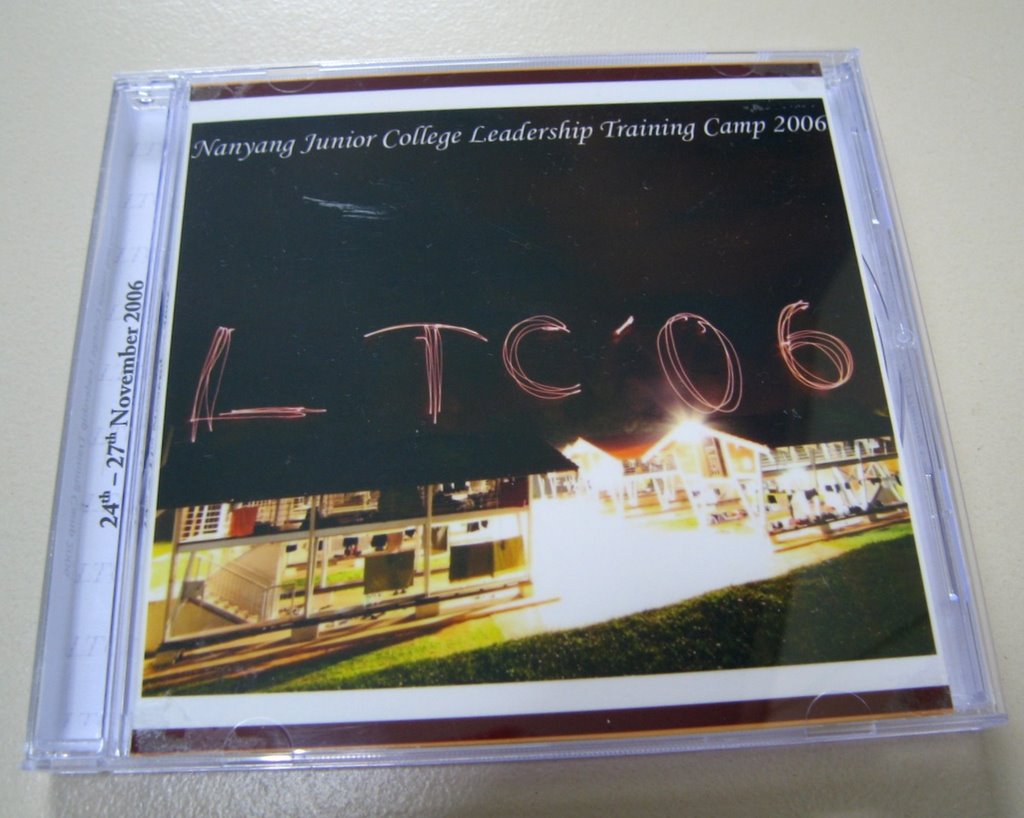 Nanyang Junior College Leadership Training Camp 2006
LTC'06
24th – 27th November 2006